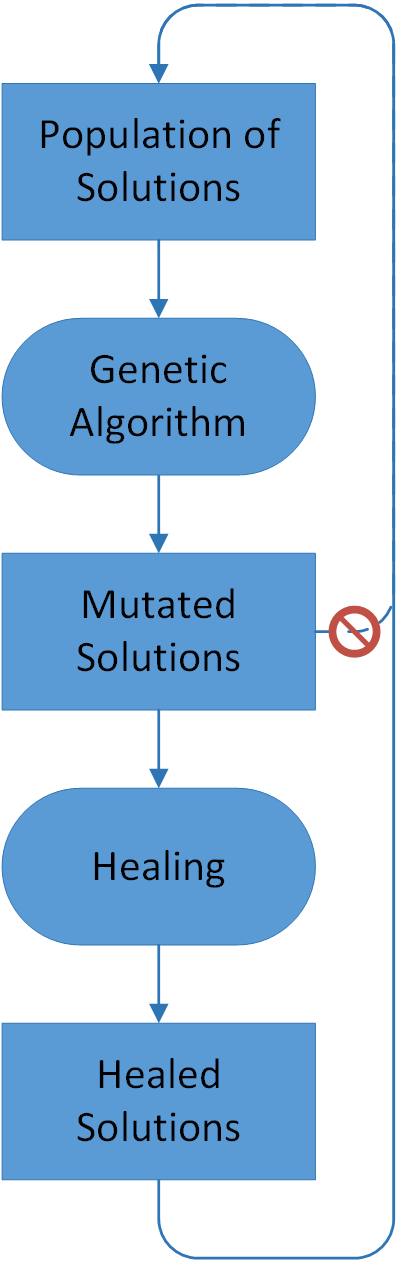 Population of
Solutions
Genetic
Algorithm
Mutated
Solutions
Healing
Healed
Solutions